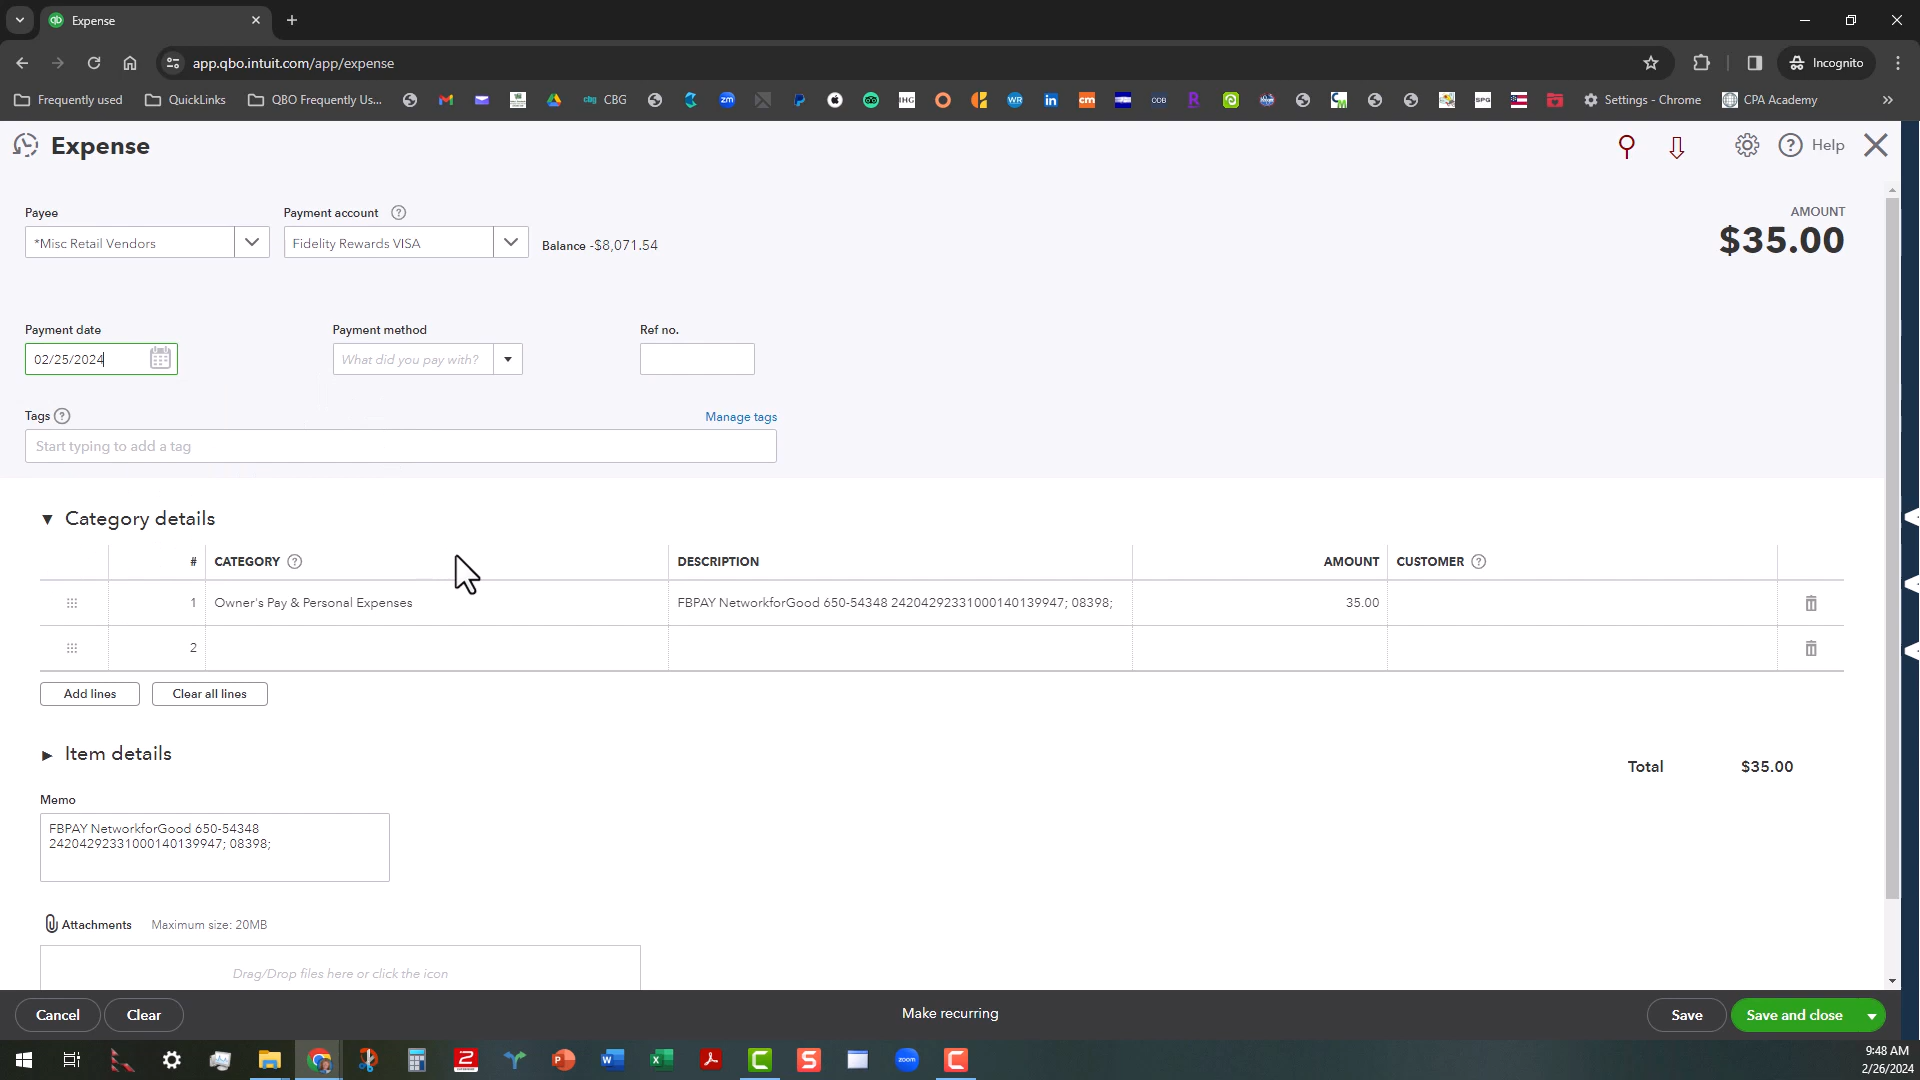 Expense
app.qbo.intuit.com/app/expense
Incognito
Frequently used
QuickLinks
QBO Frequently Us...
CBG
Settings - Chrome
CPA Academy
Expense
Help
Payee
Payment account
AMOUNT
*Misc Retail Vendors
Fidelity Rewards VISA
Balance -$8,071.54
$35.00
Payment date
Payment method
Ref no.
02/25/2024
What did you pay with?
Tags
Manage tags
Start typing to add a tag
Category details
# CATEGORY DESCRIPTION AMOUNT CUSTOMER
1 Owner's Pay & Personal Expenses FBPAY NetworkforGood 650-54348 24204292331000140139947; 08398; 35.00
2
Add lines
Clear all lines
Item details
Total $35.00
Memo
FBPAY NetworkforGood 650-54348
24204292331000140139947; 08398;
Attachments Maximum size: 20MB
Drag/Drop files here or click the icon
Cancel
Clear
Make recurring
Save
Save and close
9:48 AM
2/26/2024